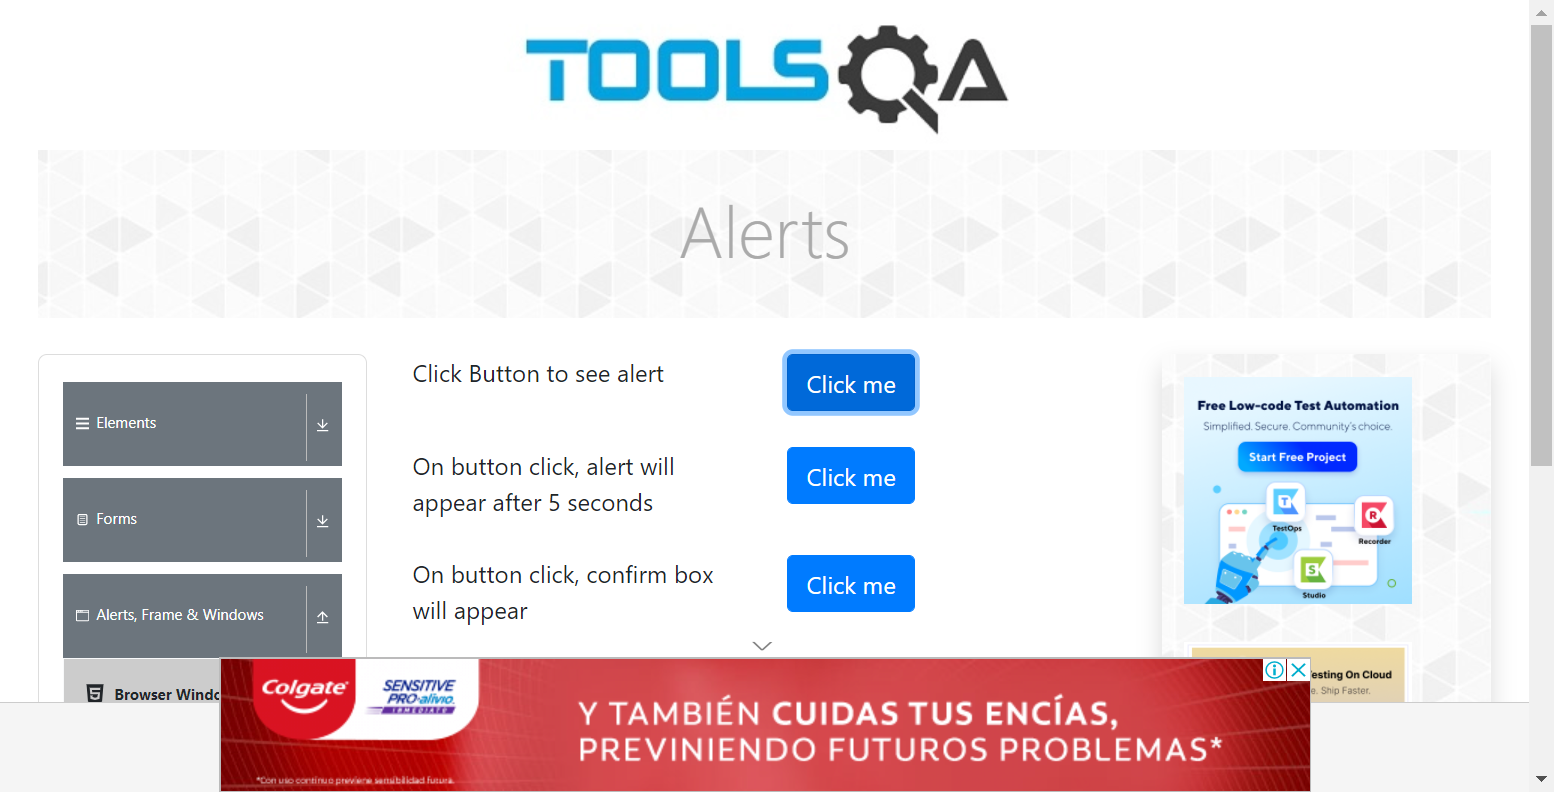 TOOLSQA
Alerts
Elements
Forms
Alerts, Frame & Windows
Browser Windo
Click Button to see alert
Click me
On button click, alert will
appear after 5 seconds
Click me
On button click, confirm box
will appear
Click me
Free Low-code Test Automation
Simplified. Secure. Community's choice.
Start Free Project
TestOps
Recorder
Studio
esting On Cloud
e. Ship Faster.
Colgate
SENSITIVE
PRO-alivio
INMEDIATO
Y TAMBIÉN CUIDAS TUS ENCÍAS,
PREVINIENDO FUTUROS PROBLEMAS*
*Con uso continuo previene sensibilidad futura.